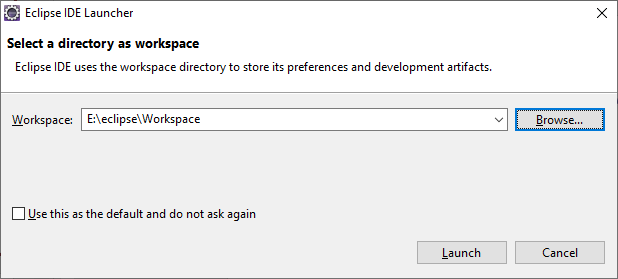 Eclipse IDE Launcher
Select a directory as workspace
Eclipse IDE uses the workspace directory to store its preferences and development artifacts.
Workspace: E:\eclipse\Workspace Browse...
Use this as the default and do not ask again
Launch Cancel